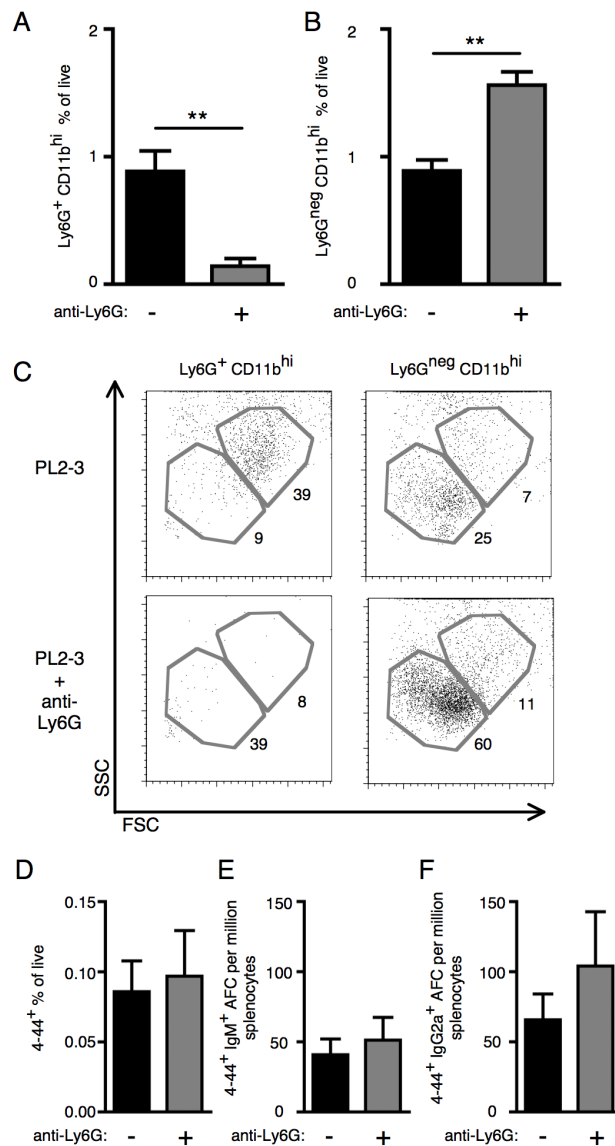 A
2
1
0
Ly6G+ CD11bhi % of live
**
anti-Ly6G: - +
B
2
1
0
Ly6Gneg CD11bhi % of live
**
anti-Ly6G: - +
C
Ly6G+ CD11bhi
Ly6Gneg CD11bhi
PL2-3
39
9
7
25
PL2-3
+
anti-
Ly6G
8
39
11
60
SSC
FSC
D
0.15
0.10
0.05
0.00
4-44+ % of live
anti-Ly6G: - +
E
150
100
50
0
4-44+ IgM+ AFC per million
splenocytes
anti-Ly6G: - +
F
150
100
50
0
4-44+ IgG2a+ AFC per million
splenocytes
anti-Ly6G: - +